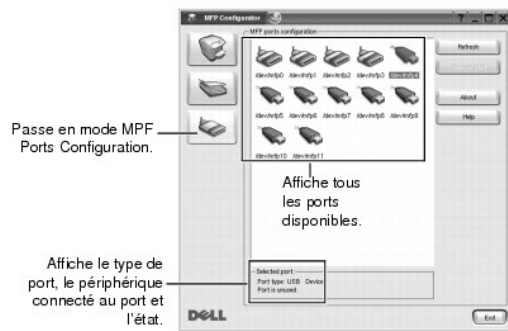 MFP Configurator
MFP ports configuration
/dev/mfp0 /dev/mfp1 /dev/mfp2 /dev/mfp3 /dev/mfp4
/dev/mfp5 /dev/mfp6 /dev/mfp7 /dev/mfp8 /dev/mfp9
/dev/mfp10 /dev/mfp11
Refresh
About
Help
Passe en mode MPF
Ports Configuration.
Affiche tous
les ports
disponibles.
Affiche le type de
port, le périphérique
connecté au port et
l'état.
Selected port:
Port type: USB Device
Port is unused.
DELL
Exit